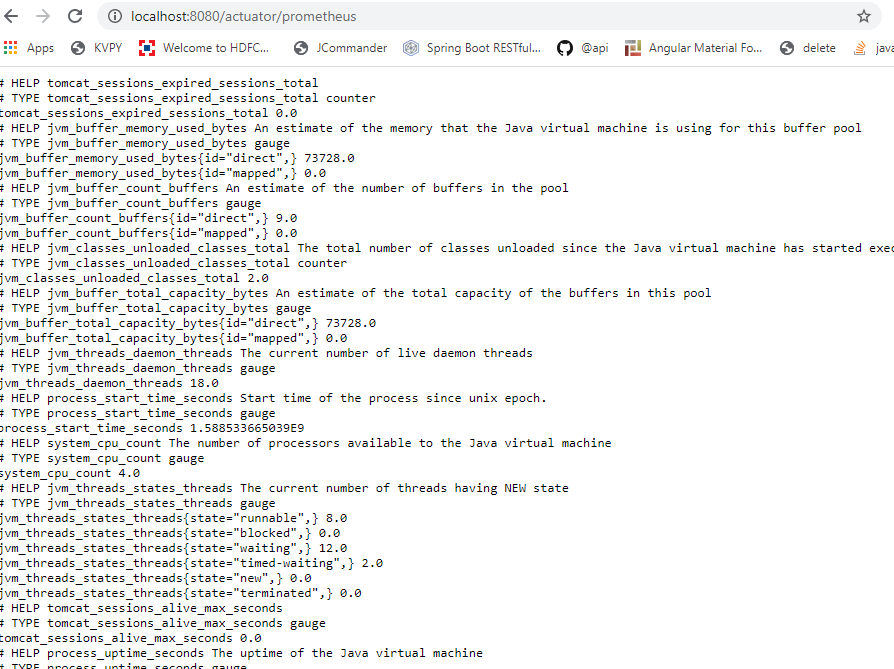 localhost:8080/actuator/prometheus
Apps KVPY Welcome to HDFC... JCommander Spring Boot RESTful... @api Angular Material Fo... delete java
# HELP tomcat_sessions_expired_sessions_total
# TYPE tomcat_sessions_expired_sessions_total counter
tomcat_sessions_expired_sessions_total 0.0
# HELP jvm_buffer_memory_used_bytes An estimate of the memory that the Java virtual machine is using for this buffer pool
# TYPE jvm_buffer_memory_used_bytes gauge
jvm_buffer_memory_used_bytes{id="direct",} 73728.0
jvm_buffer_memory_used_bytes{id="mapped",} 0.0
# HELP jvm_buffer_count_buffers An estimate of the number of buffers in the pool
# TYPE jvm_buffer_count_buffers gauge
jvm_buffer_count_buffers{id="direct",} 9.0
jvm_buffer_count_buffers{id="mapped",} 0.0
# HELP jvm_classes_unloaded_classes_total The total number of classes unloaded since the Java virtual machine has started exec
# TYPE jvm_classes_unloaded_classes_total counter
jvm_classes_unloaded_classes_total 2.0
# HELP jvm_buffer_total_capacity_bytes An estimate of the total capacity of the buffers in this pool
# TYPE jvm_buffer_total_capacity_bytes gauge
jvm_buffer_total_capacity_bytes{id="direct",} 73728.0
jvm_buffer_total_capacity_bytes{id="mapped",} 0.0
# HELP jvm_threads_daemon_threads The current number of live daemon threads
# TYPE jvm_threads_daemon_threads gauge
jvm_threads_daemon_threads 18.0
# HELP process_start_time_seconds Start time of the process since unix epoch.
# TYPE process_start_time_seconds gauge
process_start_time_seconds 1.588533665039E9
# HELP system_cpu_count The number of processors available to the Java virtual machine
# TYPE system_cpu_count gauge
system_cpu_count 4.0
# HELP jvm_threads_states_threads The current number of threads having NEW state
# TYPE jvm_threads_states_threads gauge
jvm_threads_states_threads{state="runnable",} 8.0
jvm_threads_states_threads{state="blocked",} 0.0
jvm_threads_states_threads{state="waiting",} 12.0
jvm_threads_states_threads{state="timed-waiting",} 2.0
jvm_threads_states_threads{state="new",} 0.0
jvm_threads_states_threads{state="terminated",} 0.0
# HELP tomcat_sessions_alive_max_seconds
# TYPE tomcat_sessions_alive_max_seconds gauge
tomcat_sessions_alive_max_seconds 0.0
# HELP process_uptime_seconds The uptime of the Java virtual machine
# TYPE process_uptime_seconds gauge